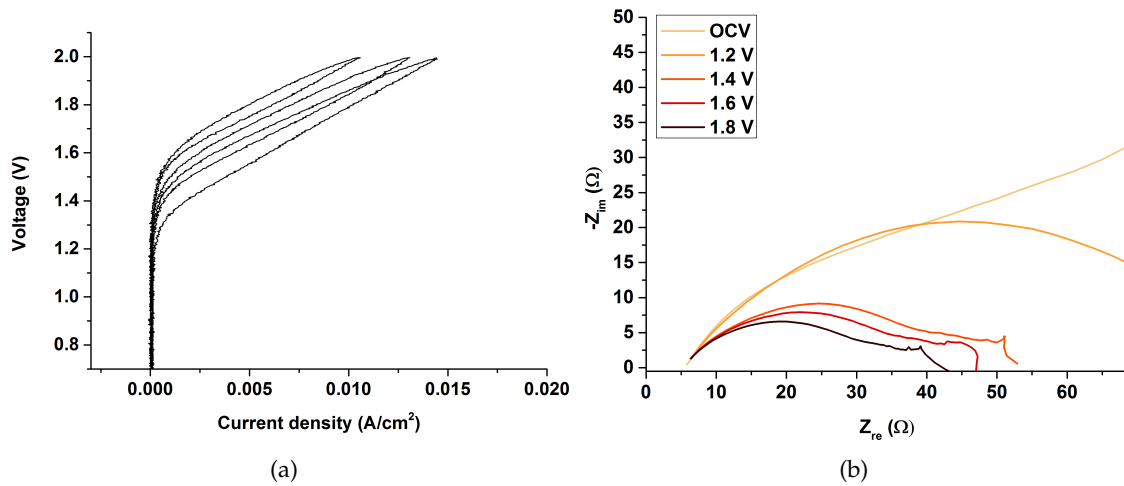 2.0
1.8
1.6
1.4
1.2
1.0
0.8
Voltage (V)
0.000 0.005 0.010 0.015 0.020
Current density (A/cm²)
(a)
50
45
40
35
30
25
20
15
10
5
0
-Z_im (Ω)
OCV
1.2 V
1.4 V
1.6 V
1.8 V
0 10 20 30 40 50 60
Z_re (Ω)
(b)